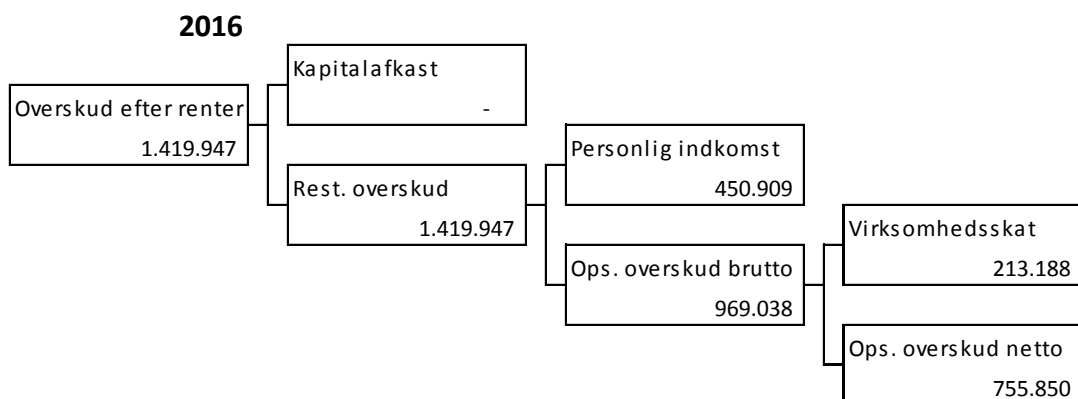 2016
Kapitalafkast
-
Overskud efter renter
1.419.947
Rest. overskud
1.419.947
Personlig indkomst
450.909
Ops. overskud brutto
969.038
Virksomhedsskat
213.188
Ops. overskud netto
755.850